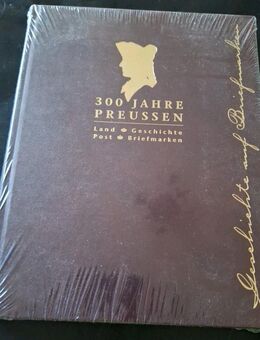 300 JAHRE
PREUSSEN
Land Geschichte
Post Briefmarken
Geschichte auf Briefmarken